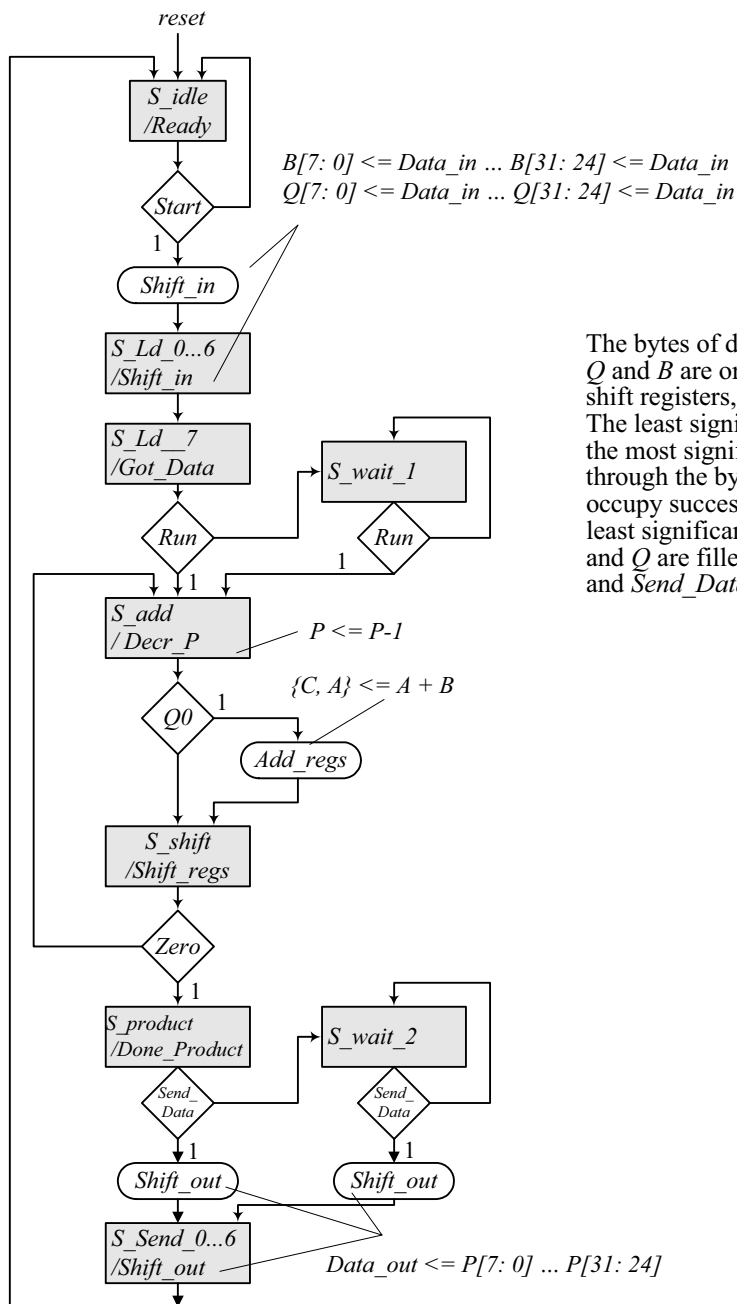 reset
S_idle
/Ready
B[7: 0] <= Data_in ... B[31: 24] <= Data_in
Q[7: 0] <= Data_in ... Q[31: 24] <= Data_in
Start
1
Shift_in
S_Ld_0...6
/Shift_in
The bytes of d
Q and B are or
shift registers,
The least signi
the most signif
through the by
occupy succes
least significar
and Q are fille
and Send_Data
S_Ld__7
/Got_Data
S_wait_1
Run
Run
1
1
S_add
/ Decr_P
P <= P-1
{C, A} <= A + B
Q0
1
Add_regs
S_shift
/Shift_regs
Zero
1
S_product
/Done_Product
S_wait_2
Send_
Data
Send_
Data
1
1
Shift_out
Shift_out
S_Send_0...6
/Shift_out
Data_out <= P[7: 0] ... P[31: 24]